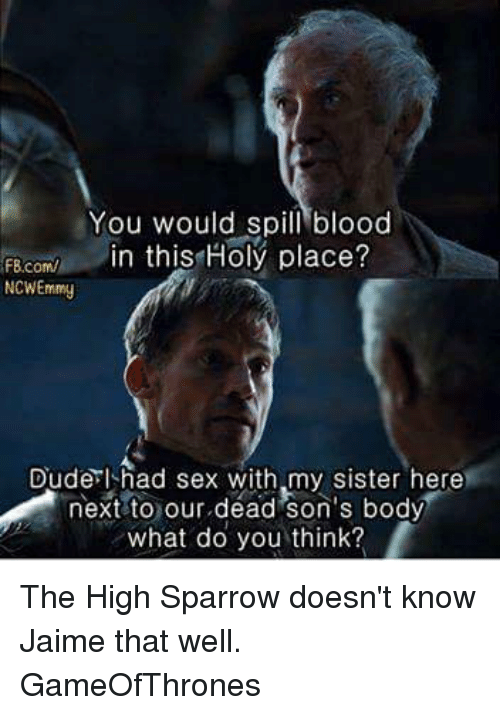 You would spill blood
in this Holy place?
FB.com/
NCWEmmy
Dude I had sex with my sister here
next to our dead son's body
what do you think?
The High Sparrow doesn't know
Jaime that well.
GameOfThrones